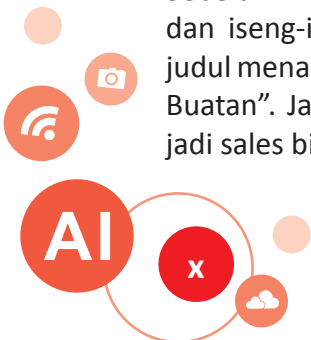 dan iseng-i
judul mena
Buatan”. Ja
jadi sales bi
AI
x